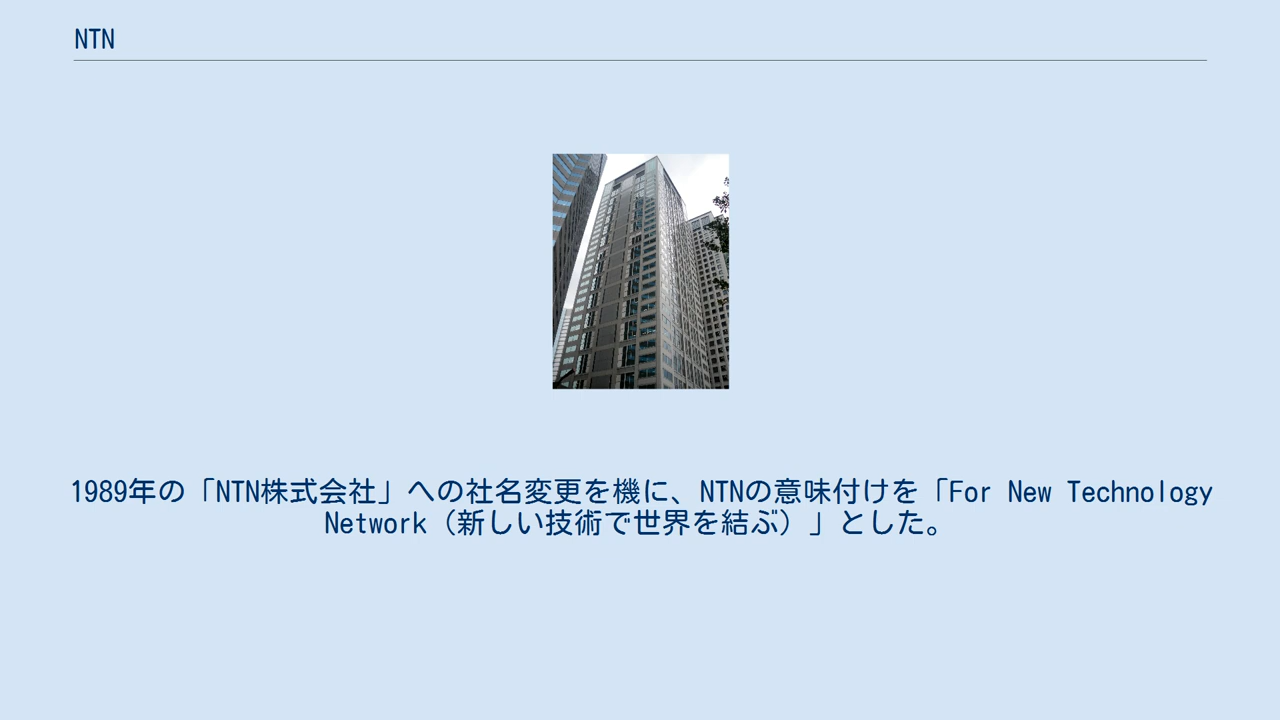 NTN
1989年の「NTN株式会社」への社名変更を機に、NTNの意味付けを「For New Technology
Network（新しい技術で世界を結ぶ）」とした。